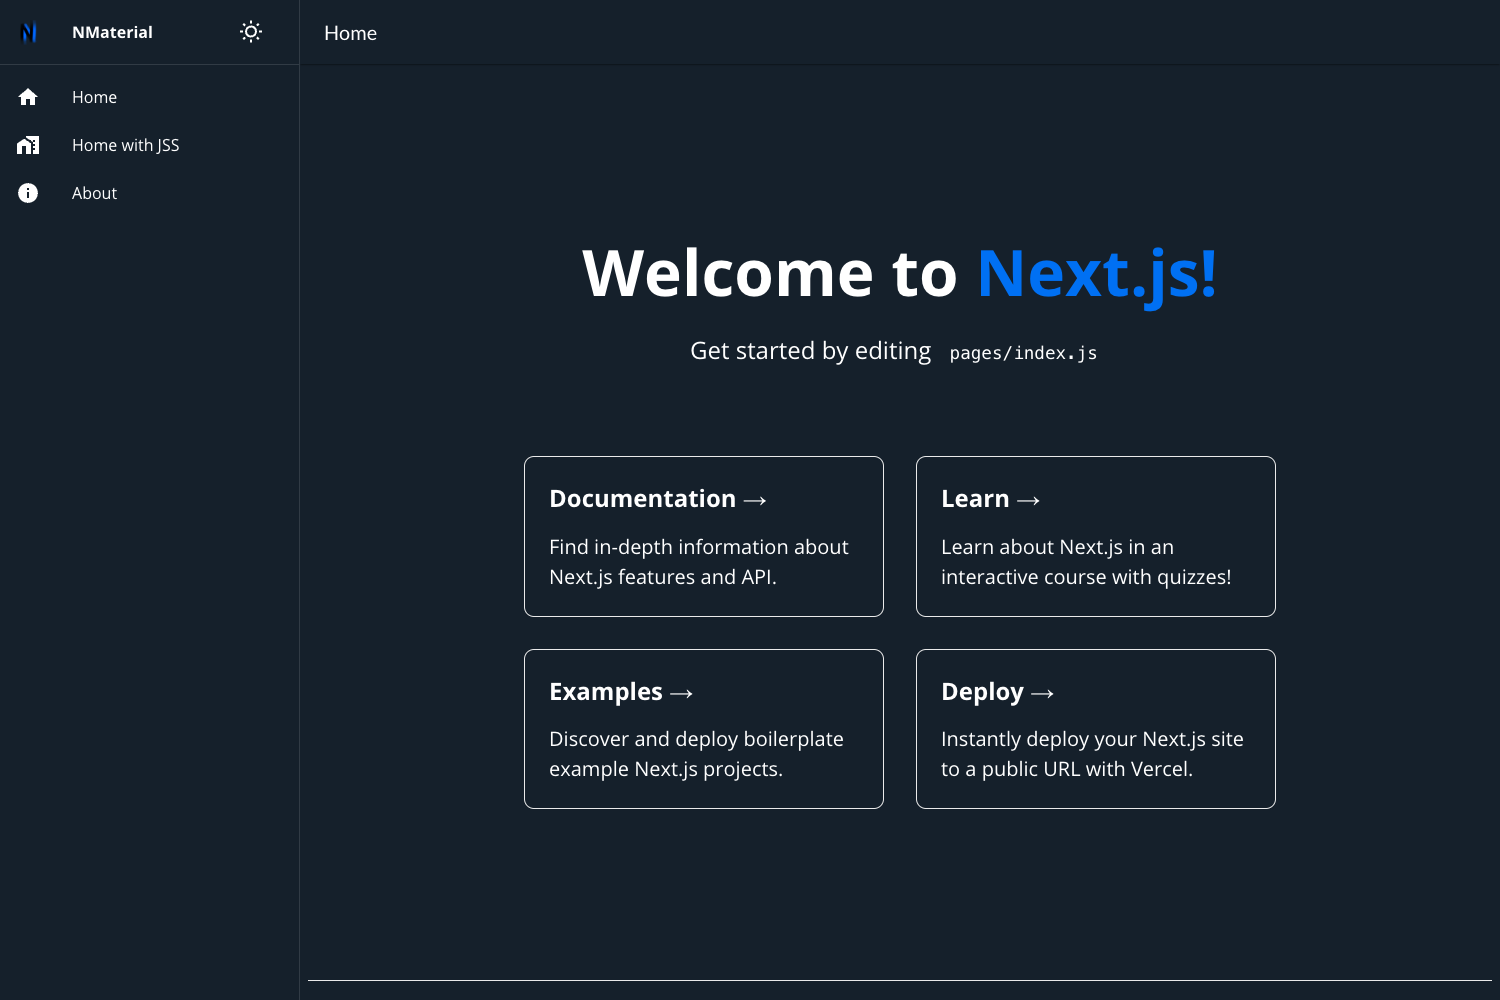 NMaterial
Home
Home
Home with JSS
About
Welcome to Next.js!
Get started by editing pages/index.js
Documentation →
Find in-depth information about
Next.js features and API.
Learn →
Learn about Next.js in an
interactive course with quizzes!
Examples →
Discover and deploy boilerplate
example Next.js projects.
Deploy →
Instantly deploy your Next.js site
to a public URL with Vercel.